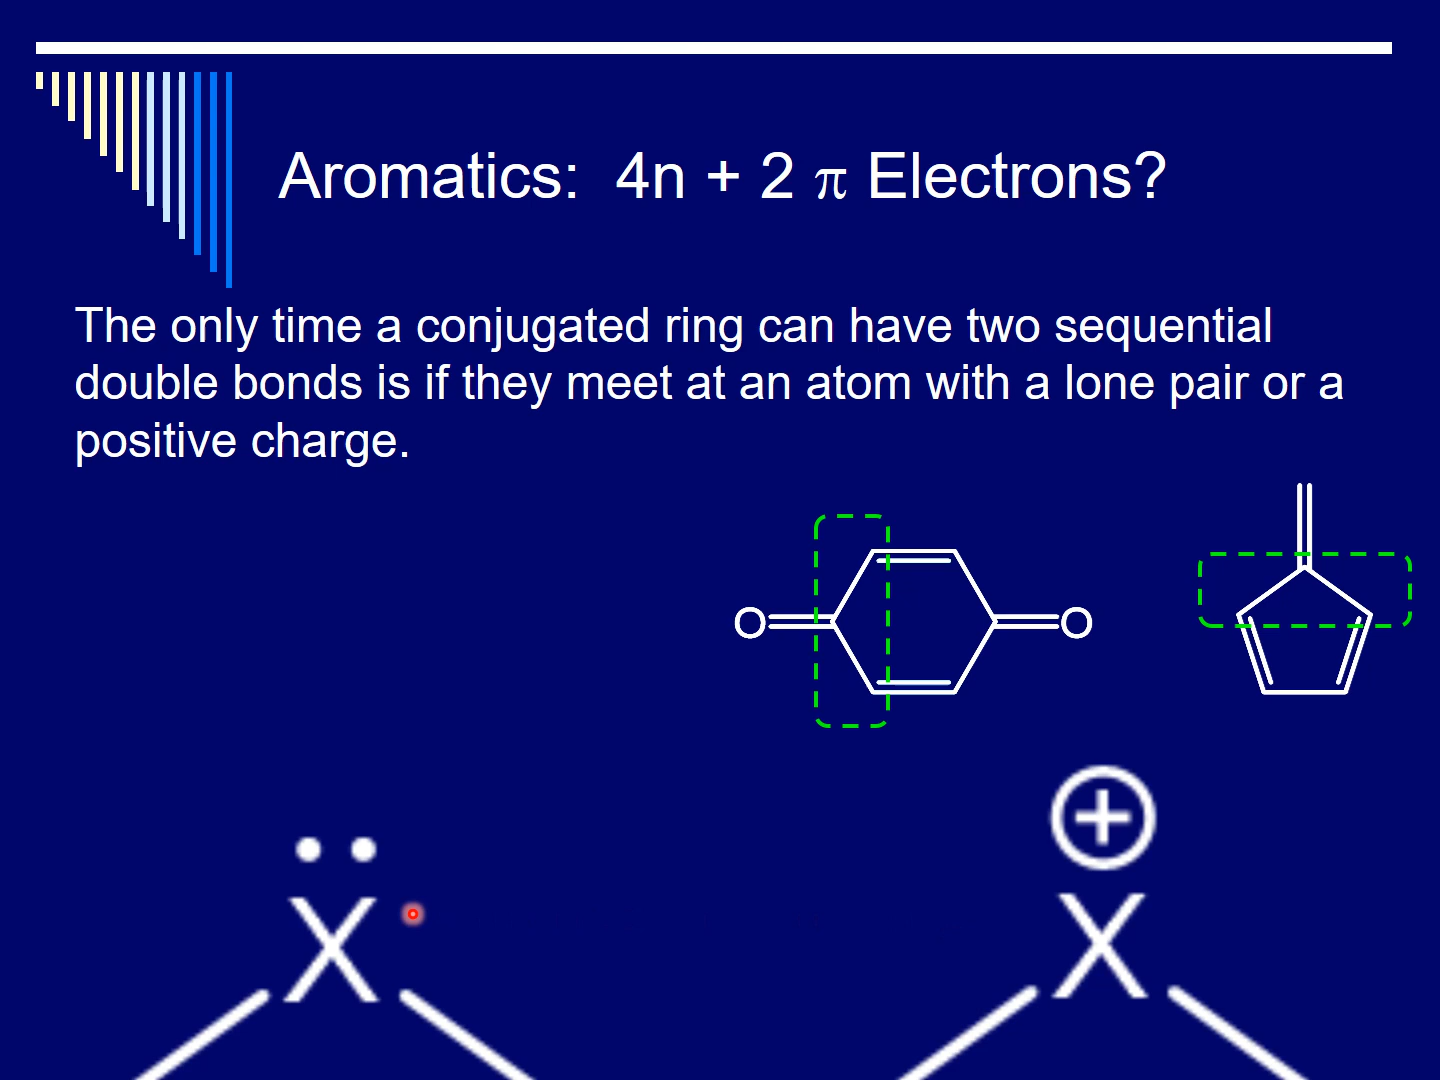 Aromatics: 4n + 2 π Electrons?
The only time a conjugated ring can have two sequential
double bonds is if they meet at an atom with a lone pair or a
positive charge.
O O
+
X X